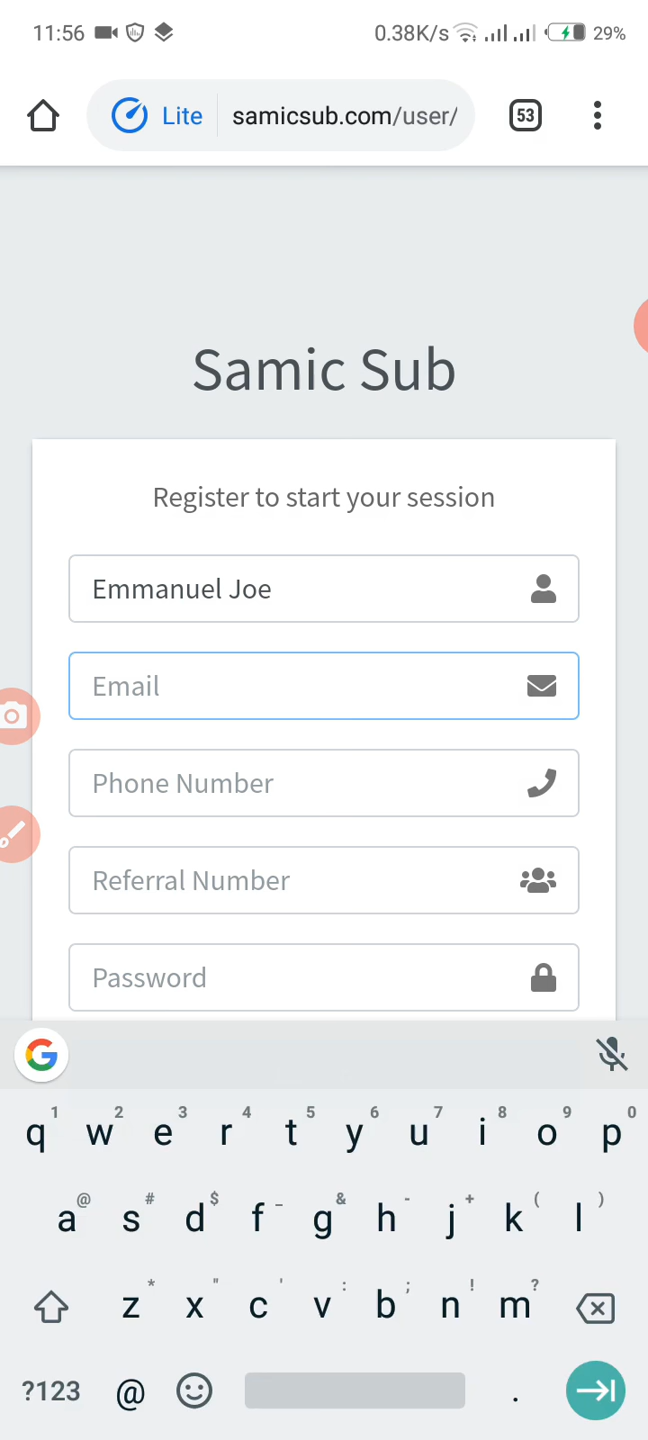 11:56 0.38K/s 29%
Lite samicsub.com/user/ 53
Samic Sub
Register to start your session
Emmanuel Joe
Email
Phone Number
Referral Number
Password
1 2 3 4 5 6 7 8 9 0
q w e r t y u i o p
@ # $ _ & - + ( )
a s d f g h j k l
* " ' : ; ! ?
z x c v b n m
?123 @ .